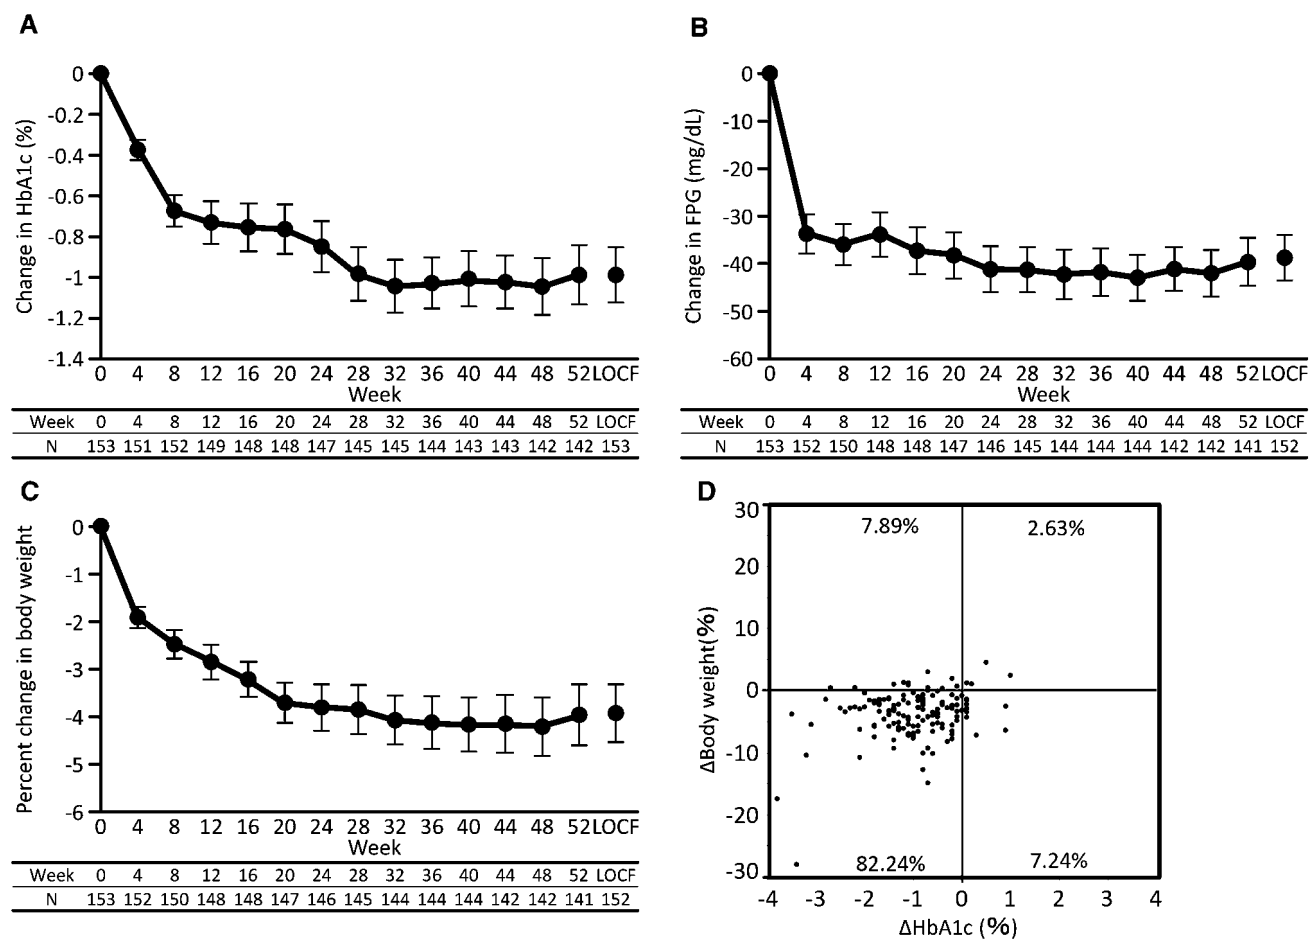 A
Change in HbA1c (%)
0
-0.2
-0.4
-0.6
-0.8
-1
-1.2
-1.4
0 4 8 12 16 20 24 28 32 36 40 44 48 52 LOCF
Week
Week 0 4 8 12 16 20 24 28 32 36 40 44 48 52 LOCF
N 153 151 152 149 148 148 147 145 145 144 143 143 142 142 153
B
Change in FPG (mg/dL)
0
-10
-20
-30
-40
-50
-60
0 4 8 12 16 20 24 28 32 36 40 44 48 52 LOCF
Week
Week 0 4 8 12 16 20 24 28 32 36 40 44 48 52 LOCF
N 153 152 150 148 148 147 146 145 144 144 144 142 142 141 152
C
Percent change in body weight
0
-1
-2
-3
-4
-5
-6
0 4 8 12 16 20 24 28 32 36 40 44 48 52 LOCF
Week
Week 0 4 8 12 16 20 24 28 32 36 40 44 48 52 LOCF
N 153 152 150 148 148 147 146 145 144 144 144 142 142 141 152
D
ΔBody weight(%)
30
20
10
0
-10
-20
-30
7.89% 2.63%
82.24% 7.24%
-4 -3 -2 -1 0 1 2 3 4
ΔHbA1c (%)